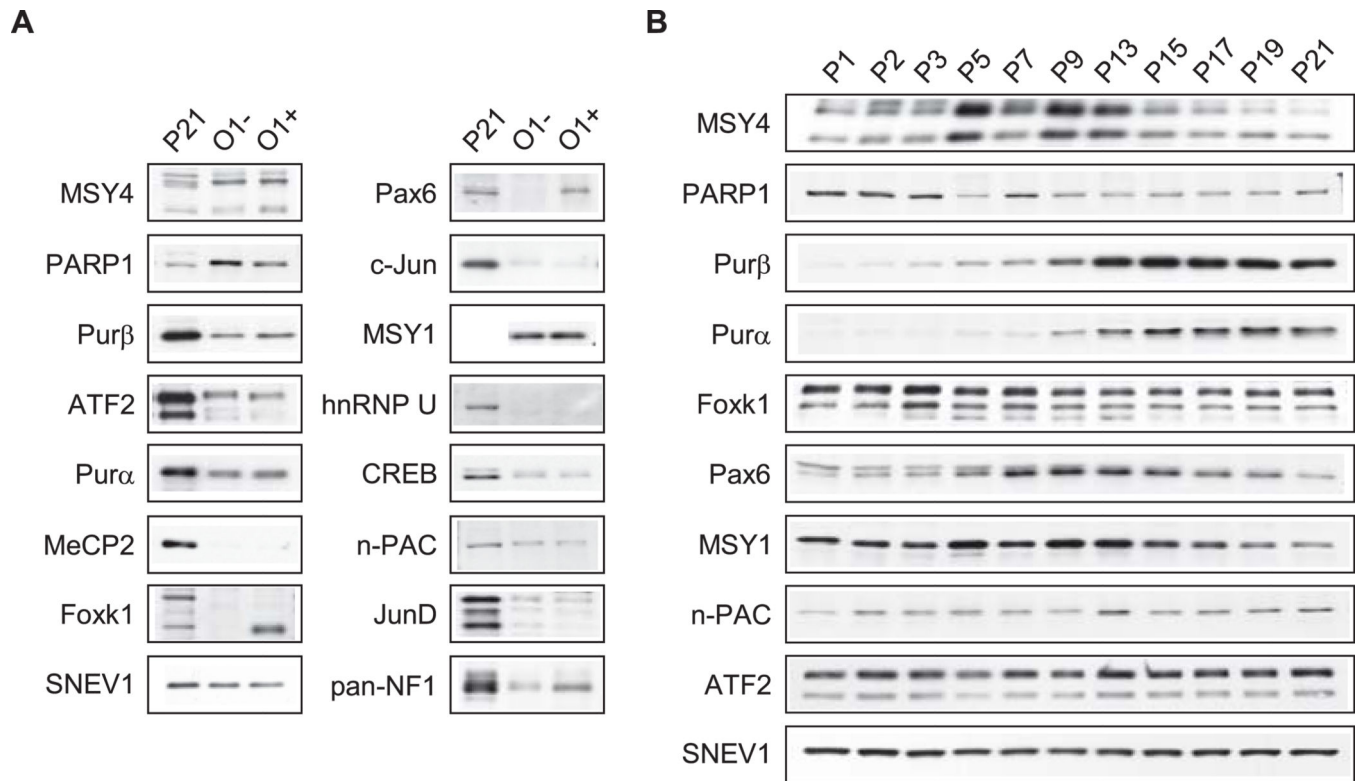 A
P21 O1- O1+
MSY4
PARP1
Purβ
ATF2
Purα
MeCP2
Foxk1
SNEV1
Pax6
P21 O1- O1+
c-Jun
MSY1
hnRNP U
CREB
n-PAC
JunD
pan-NF1
B
P1 P2 P3 P5 P7 P9 P13 P15 P17 P19 P21
MSY4
PARP1
Purβ
Purα
Foxk1
Pax6
MSY1
n-PAC
ATF2
SNEV1